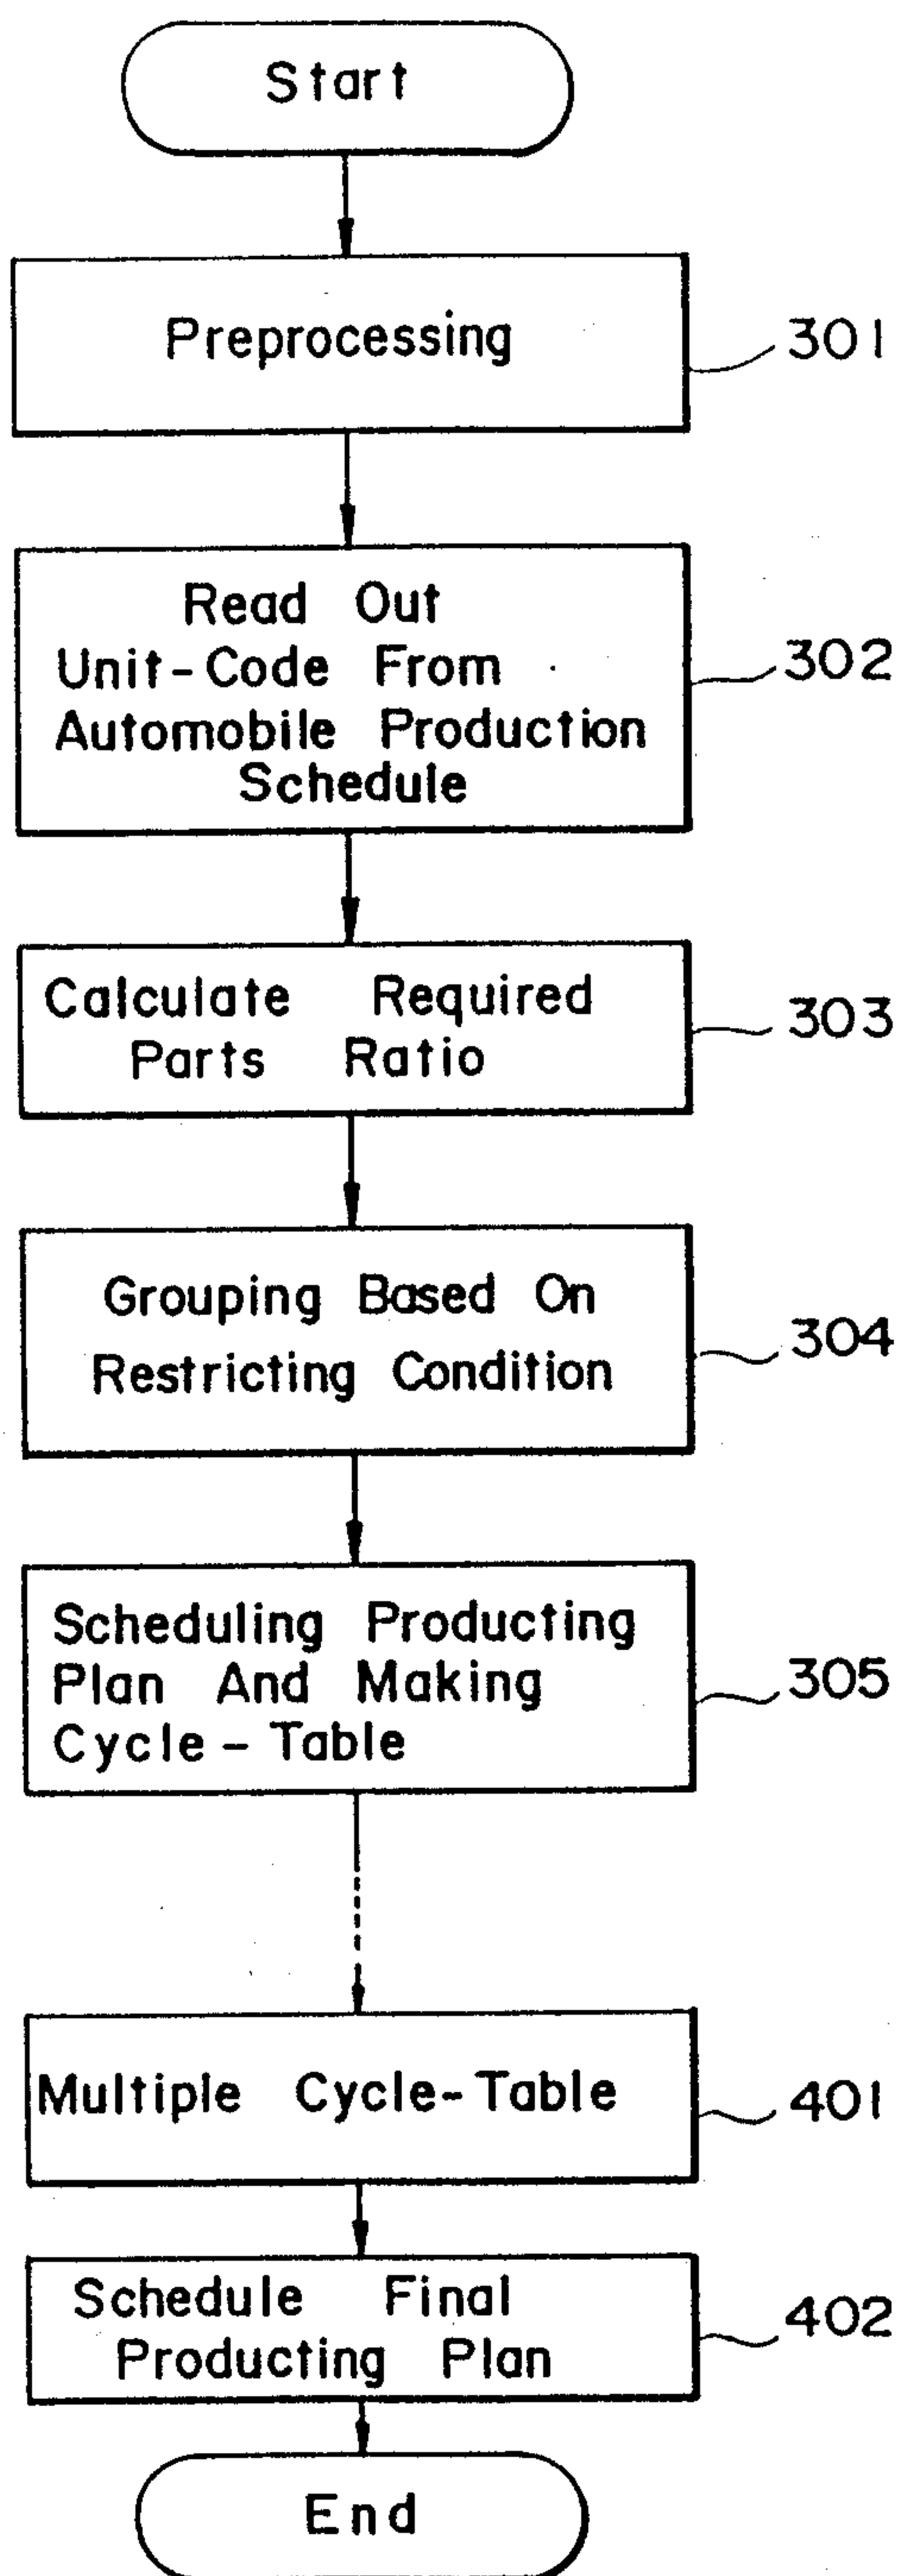 Start
Preprocessing
301
Read Out
Unit-Code From
Automobile Production
Schedule
302
Calculate Required
Parts Ratio
303
Grouping Based On
Restricting Condition
304
Scheduling Producting
Plan And Making
Cycle-Table
305
Multiple Cycle-Table
401
Schedule Final
Producting Plan
402
End